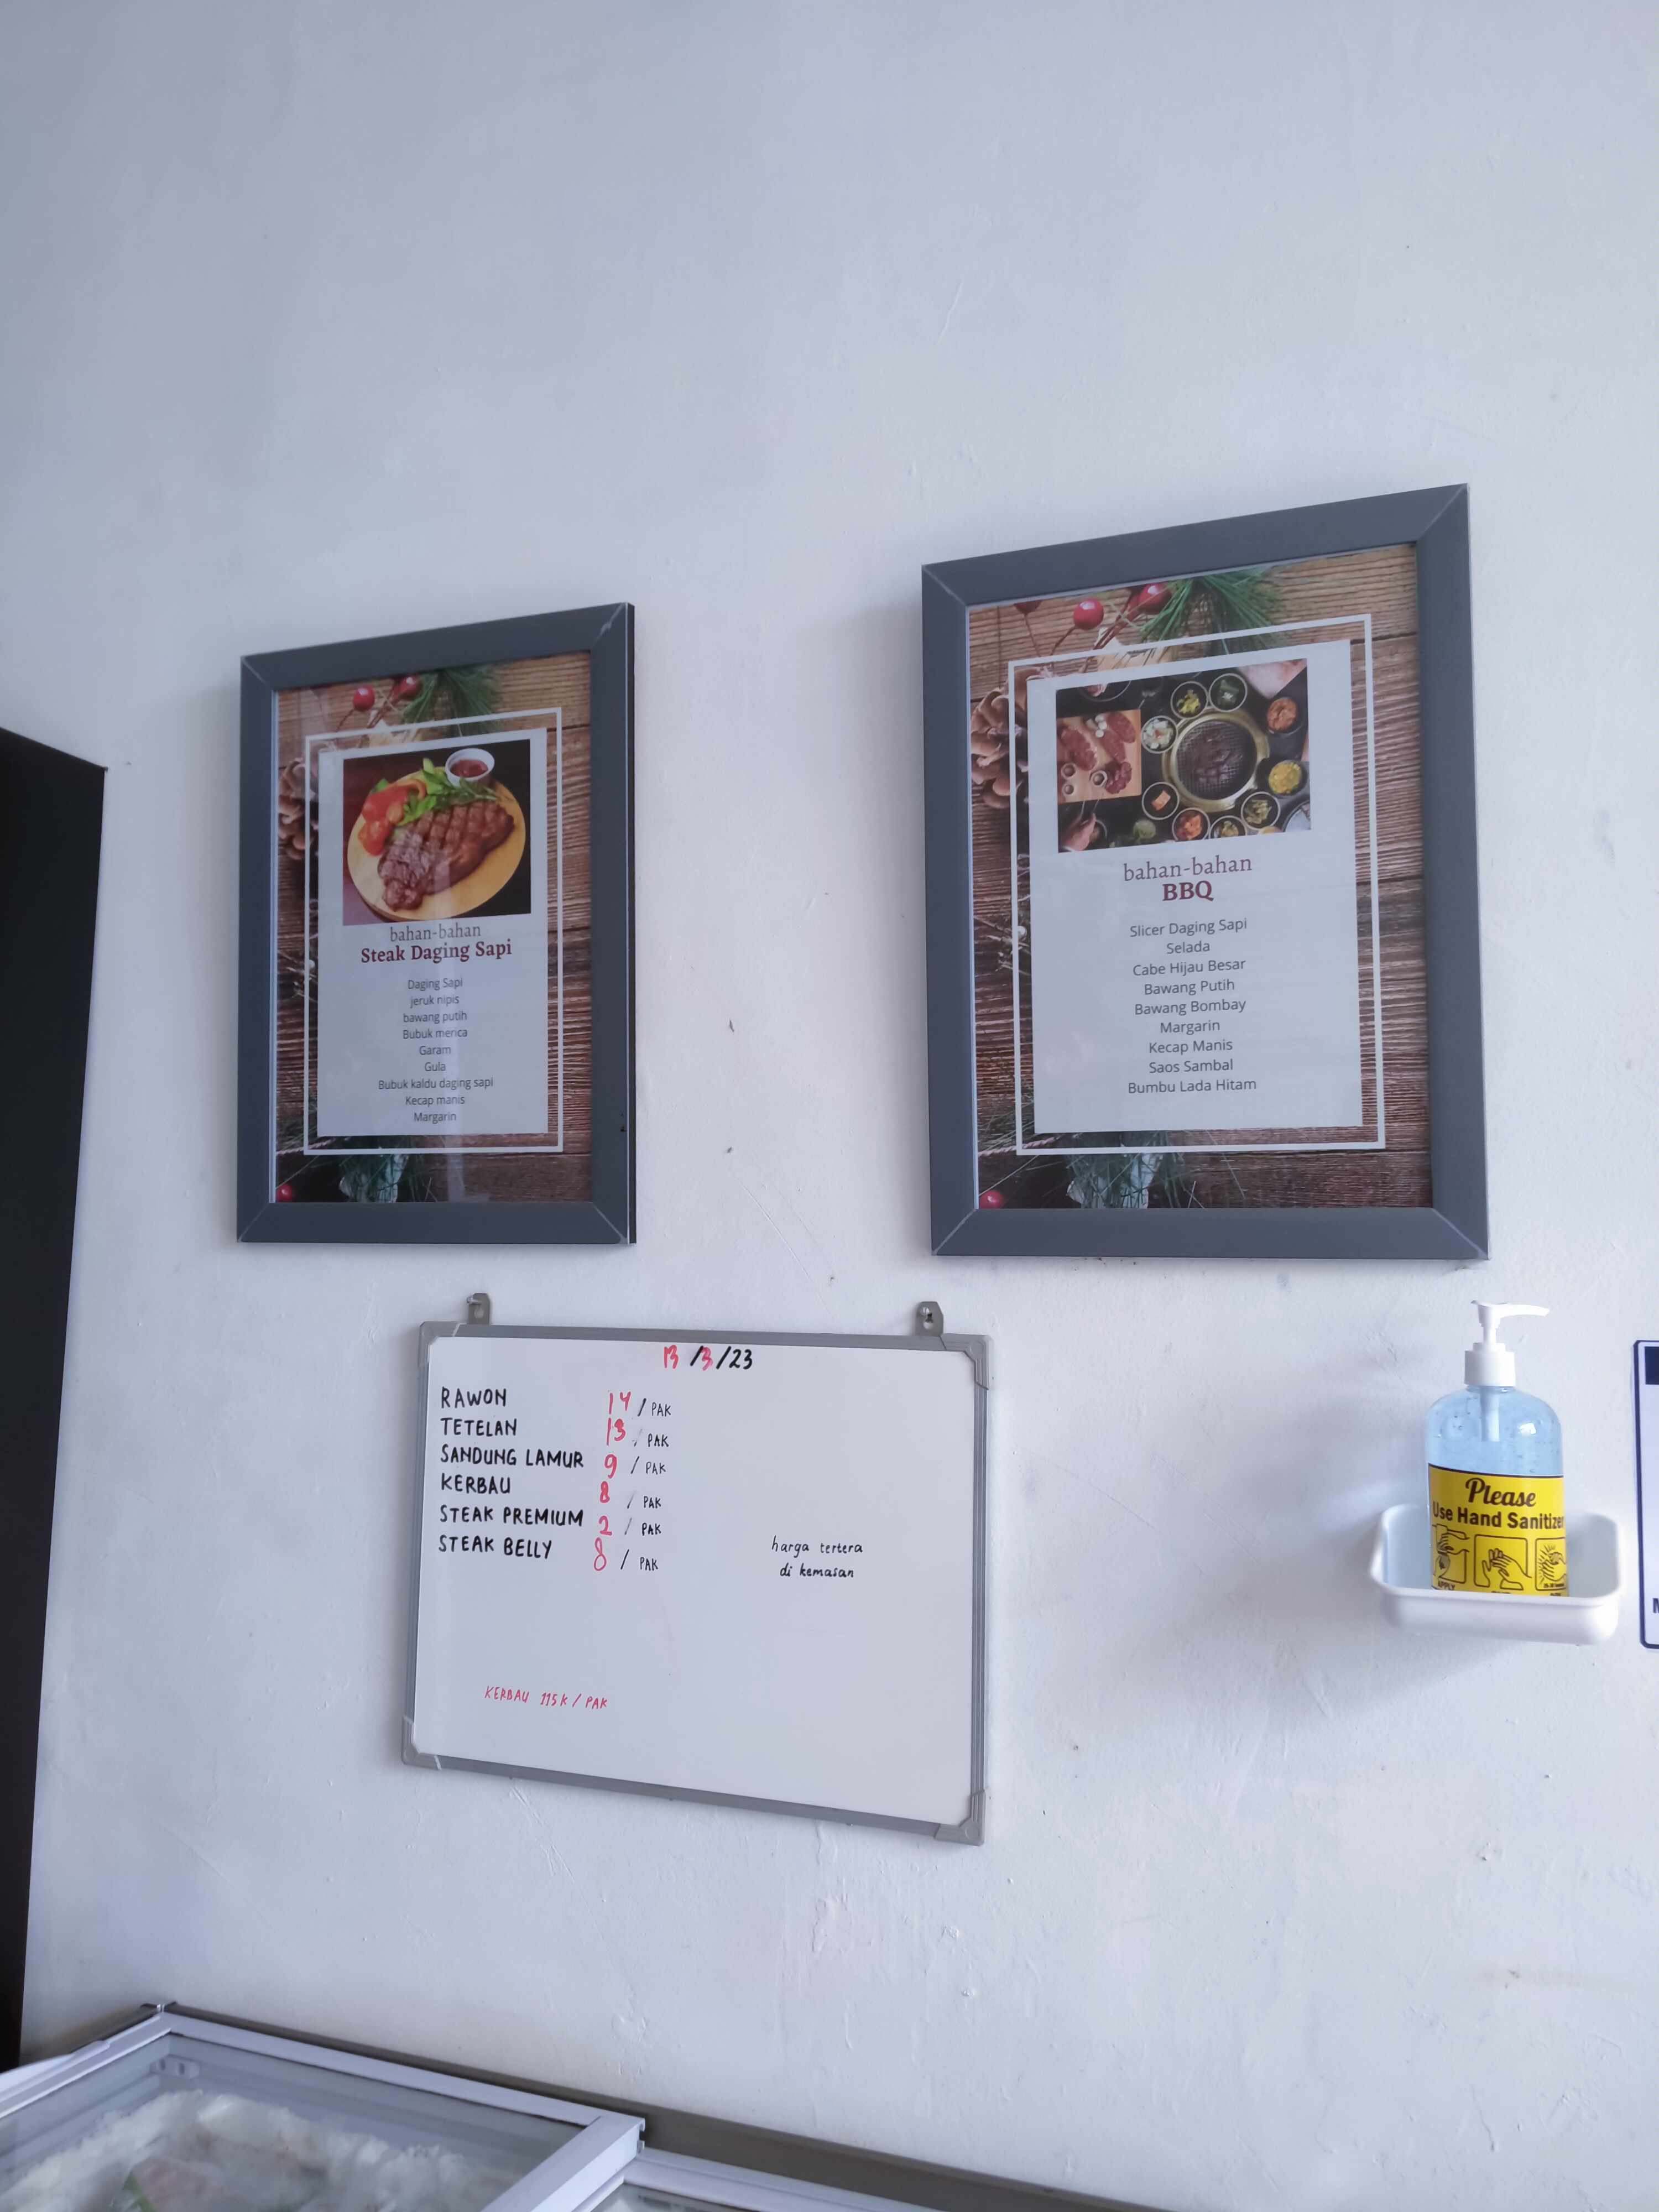 bahan-bahan
Steak Daging Sapi
Daging Sapi
jeruk nipis
bawang putih
Bubuk merica
Garam
Gula
Bubuk kaldu daging sapi
Kecap manis
Margarin
bahan-bahan
BBQ
Slicer Daging Sapi
Selada
Cabe Hijau Besar
Bawang Putih
Bawang Bombay
Margarin
Kecap Manis
Saos Sambal
Bumbu Lada Hitam
13/3/23
RAWON 14 / PAK
TETELAN 13 / PAK
SANDUNG LAMUR 9 / PAK
KERBAU 8 / PAK
STEAK PREMIUM 2 / PAK
STEAK BELLY 8 / PAK
harga tertera
di kemasan
KERBAU 115K / PAK
Please
Use Hand Sanitizer
APPLY